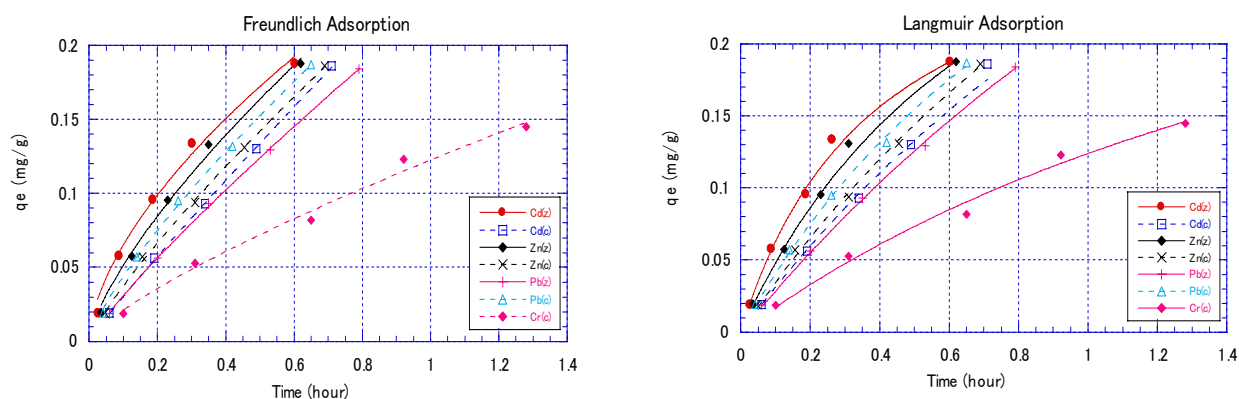 Freundlich Adsorption
0.2
0.15
0.1
0.05
0
qe (mg/g)
0 0.2 0.4 0.6 0.8 1 1.2 1.4
Time (hour)
Cd(z)
Cd(c)
Zn(z)
Zn(c)
Pb(z)
Pb(c)
Cr(c)
Langmuir Adsorption
0.2
0.15
0.1
0.05
0
qe (mg/g)
0 0.2 0.4 0.6 0.8 1 1.2 1.4
Time (hour)
Cd(z)
Cd(c)
Zn(z)
Zn(c)
Pb(z)
Pb(c)
Cr(c)